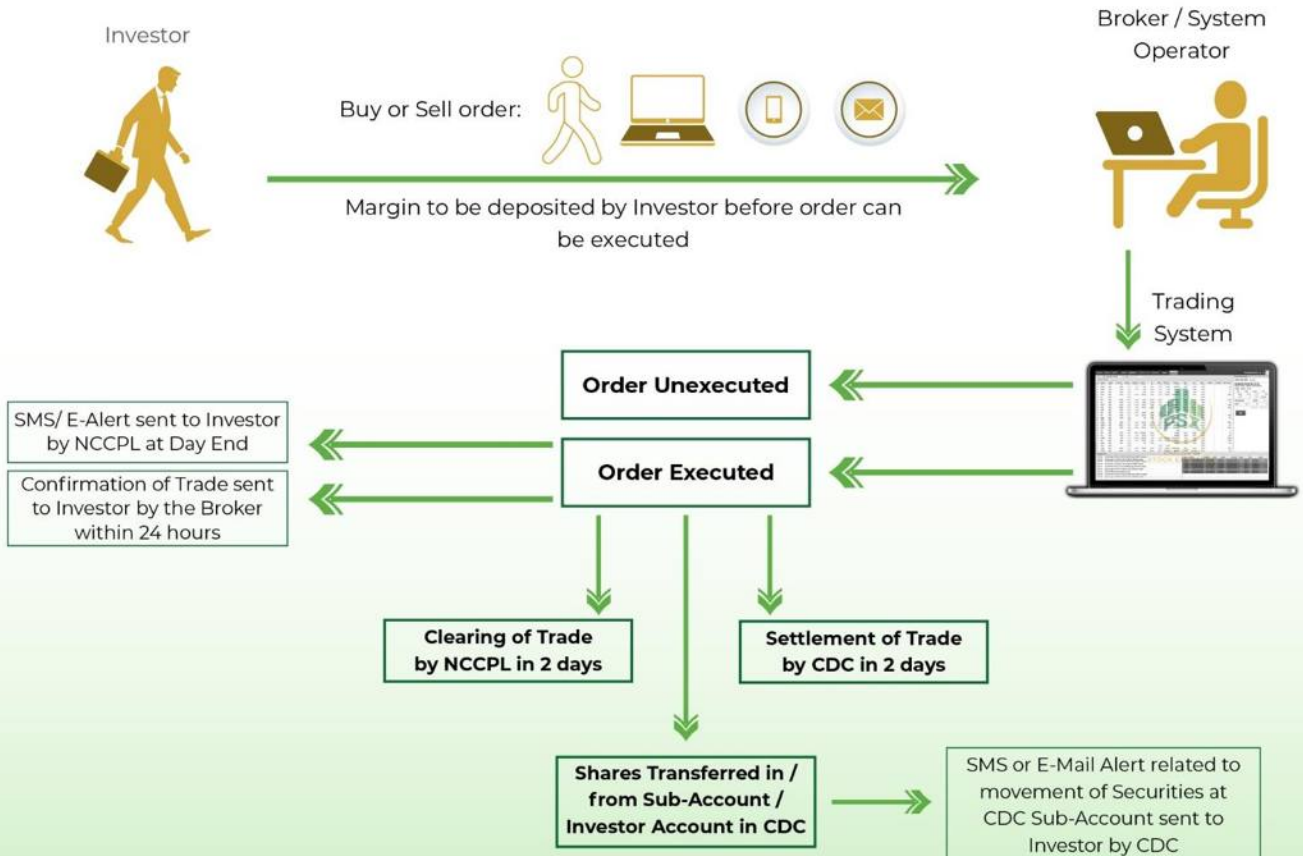 Investor
Broker / System
Operator
Buy or Sell order:
Margin to be deposited by Investor before order can
be executed
Trading
System
Order Unexecuted
SMS/ E-Alert sent to Investor
by NCCPL at Day End
Order Executed
Confirmation of Trade sent
to Investor by the Broker
within 24 hours
PSX
Clearing of Trade
by NCCPL in 2 days
Settlement of Trade
by CDC in 2 days
Shares Transferred in /
from Sub-Account /
Investor Account in CDC
SMS or E-Mail Alert related to
movement of Securities at
CDC Sub-Account sent to
Investor by CDC